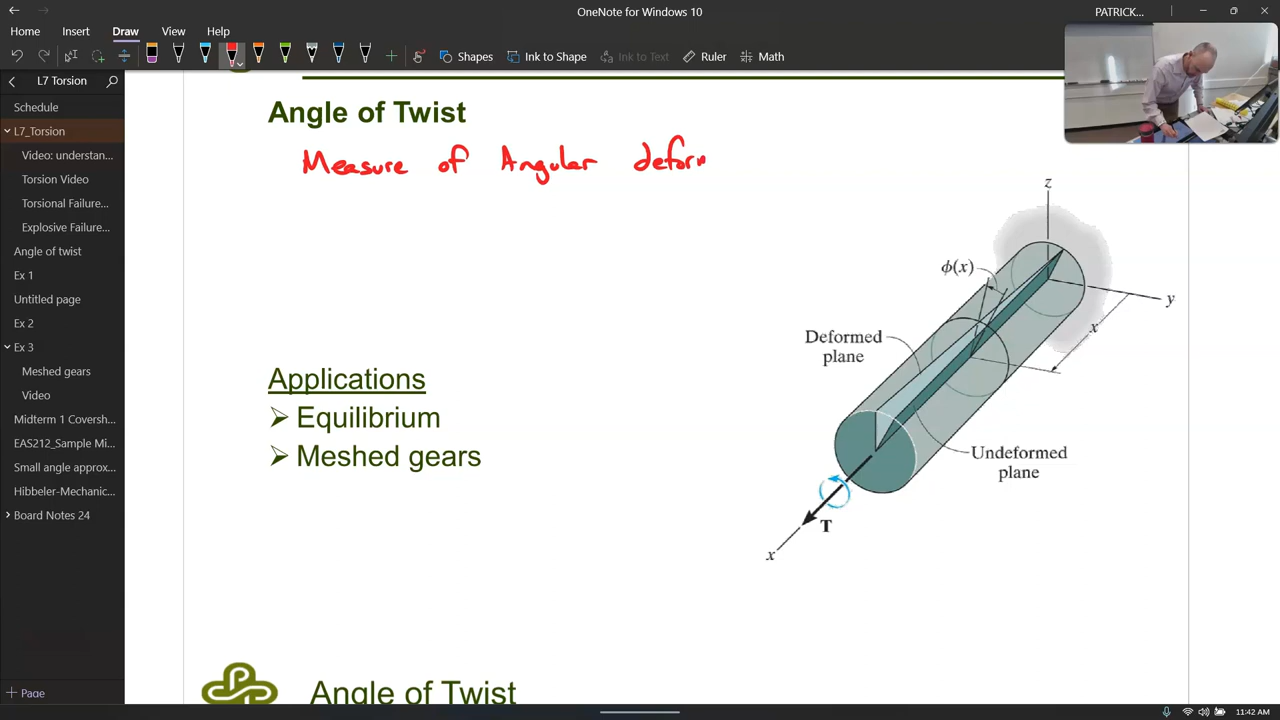 OneNote for Windows 10
PATRICK...
Home Insert Draw View Help
Shapes Ink to Shape Ink to Text Ruler Math
L7 Torsion
Schedule
L7_Torsion
Video: understan...
Torsion Video
Torsional Failure...
Explosive Failure...
Angle of twist
Ex 1
Untitled page
Ex 2
Ex 3
Meshed gears
Video
Midterm 1 Coversh...
EAS212_Sample Mi...
Small angle approx...
Hibbeler-Mechanic...
Board Notes 24
+ Page
Angle of Twist
Measure of Angular deform
z
ϕ(x)
y
x
Deformed
plane
Applications
➢ Equilibrium
➢ Meshed gears
Undeformed
plane
T
x
Angle of Twist
11:42 AM